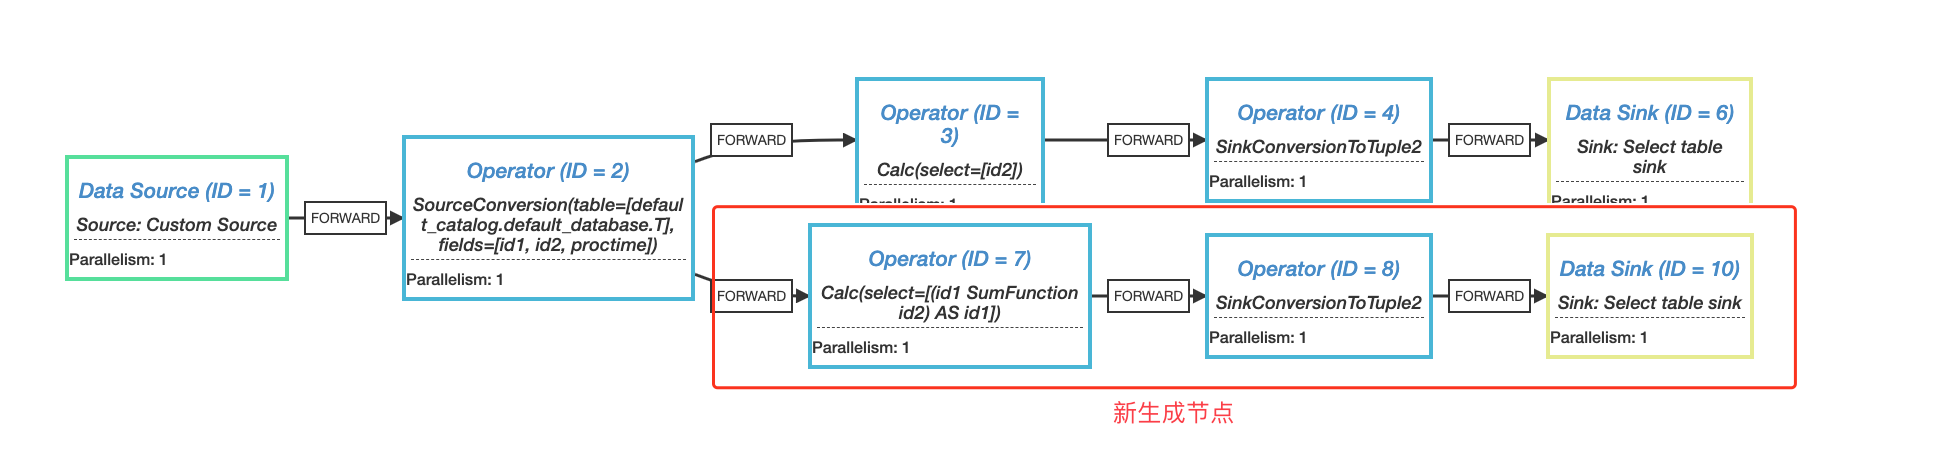 Data Source (ID = 1)
Source: Custom Source
Parallelism: 1
FORWARD
Operator (ID = 2)
SourceConversion(table=[defaul
t_catalog.default_database.T],
fields=[id1, id2, proctime])
Parallelism: 1
FORWARD
Operator (ID =
3)
Calc(select=[id2])
Parallelism: 1
FORWARD
Operator (ID = 4)
SinkConversionToTuple2
Parallelism: 1
FORWARD
Data Sink (ID = 6)
Sink: Select table
sink
Parallelism: 1
FORWARD
Operator (ID = 7)
Calc(select=[(id1 SumFunction
id2) AS id1])
Parallelism: 1
FORWARD
Operator (ID = 8)
SinkConversionToTuple2
Parallelism: 1
FORWARD
Data Sink (ID = 10)
Sink: Select table sink
Parallelism: 1
新生成节点